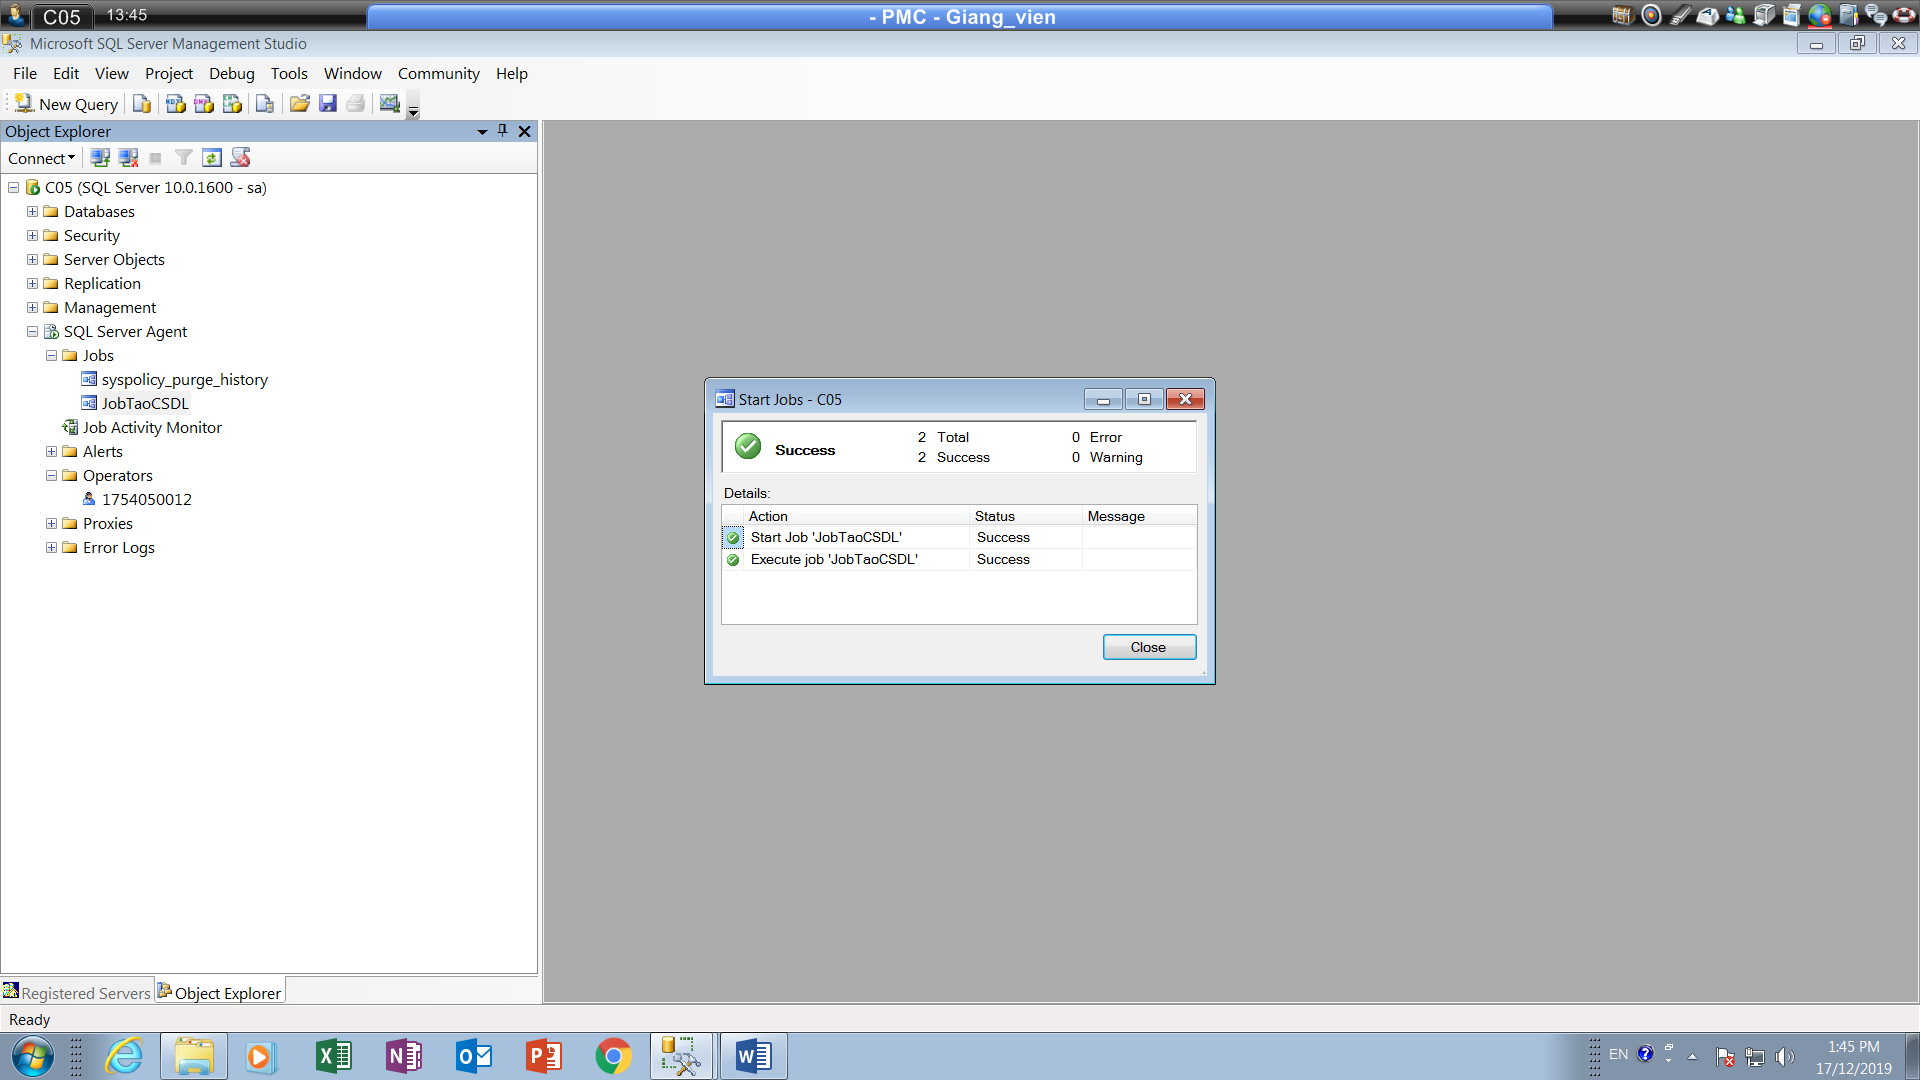 C05
13:45
- PMC - Giang_vien
Microsoft SQL Server Management Studio
File Edit View Project Debug Tools Window Community Help
New Query
Object Explorer
Connect
C05 (SQL Server 10.0.1600 - sa)
Databases
Security
Server Objects
Replication
Management
SQL Server Agent
Jobs
syspolicy_purge_history
JobTaoCSDL
Job Activity Monitor
Alerts
Operators
1754050012
Proxies
Error Logs
Start Jobs - C05
Success
2 Total 0 Error
2 Success 0 Warning
Details:
Action Status Message
Start Job 'JobTaoCSDL' Success
Execute job 'JobTaoCSDL' Success
Close
Registered Servers Object Explorer
Ready
EN
1:45 PM
17/12/2019